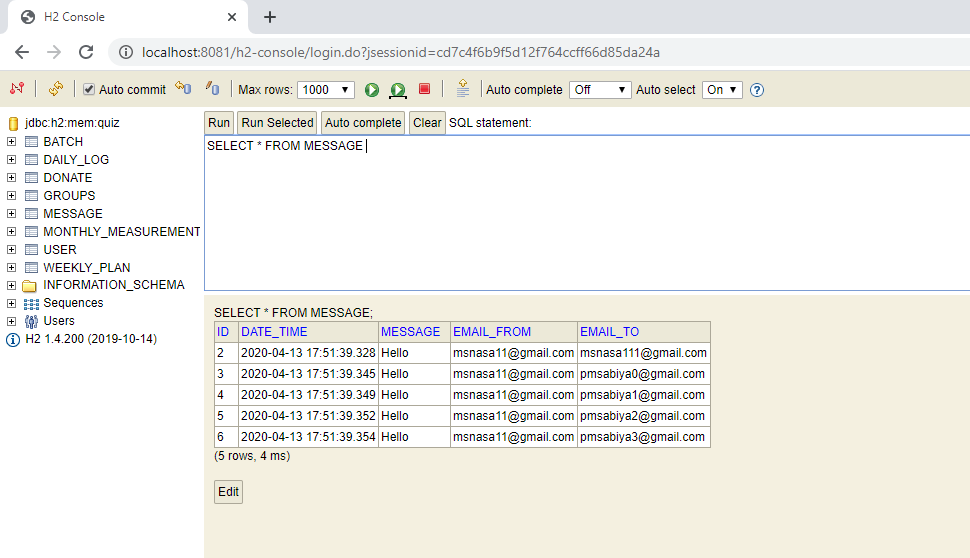 H2 Console
localhost:8081/h2-console/login.do?jsessionid=cd7c4f6b9f5d12f764ccff66d85da24a
Auto commit Max rows: 1000 Auto complete Off Auto select On
jdbc:h2:mem:quiz
BATCH
DAILY_LOG
DONATE
GROUPS
MESSAGE
MONTHLY_MEASUREMENT
USER
WEEKLY_PLAN
INFORMATION_SCHEMA
Sequences
Users
H2 1.4.200 (2019-10-14)
Run Run Selected Auto complete Clear SQL statement:
SELECT * FROM MESSAGE
SELECT * FROM MESSAGE;
ID DATE_TIME MESSAGE EMAIL_FROM EMAIL_TO
2 2020-04-13 17:51:39.328 Hello msnasa11@gmail.com msnasa111@gmail.com
3 2020-04-13 17:51:39.345 Hello msnasa11@gmail.com pmsabiya0@gmail.com
4 2020-04-13 17:51:39.349 Hello msnasa11@gmail.com pmsabiya1@gmail.com
5 2020-04-13 17:51:39.352 Hello msnasa11@gmail.com pmsabiya2@gmail.com
6 2020-04-13 17:51:39.354 Hello msnasa11@gmail.com pmsabiya3@gmail.com
(5 rows, 4 ms)
Edit